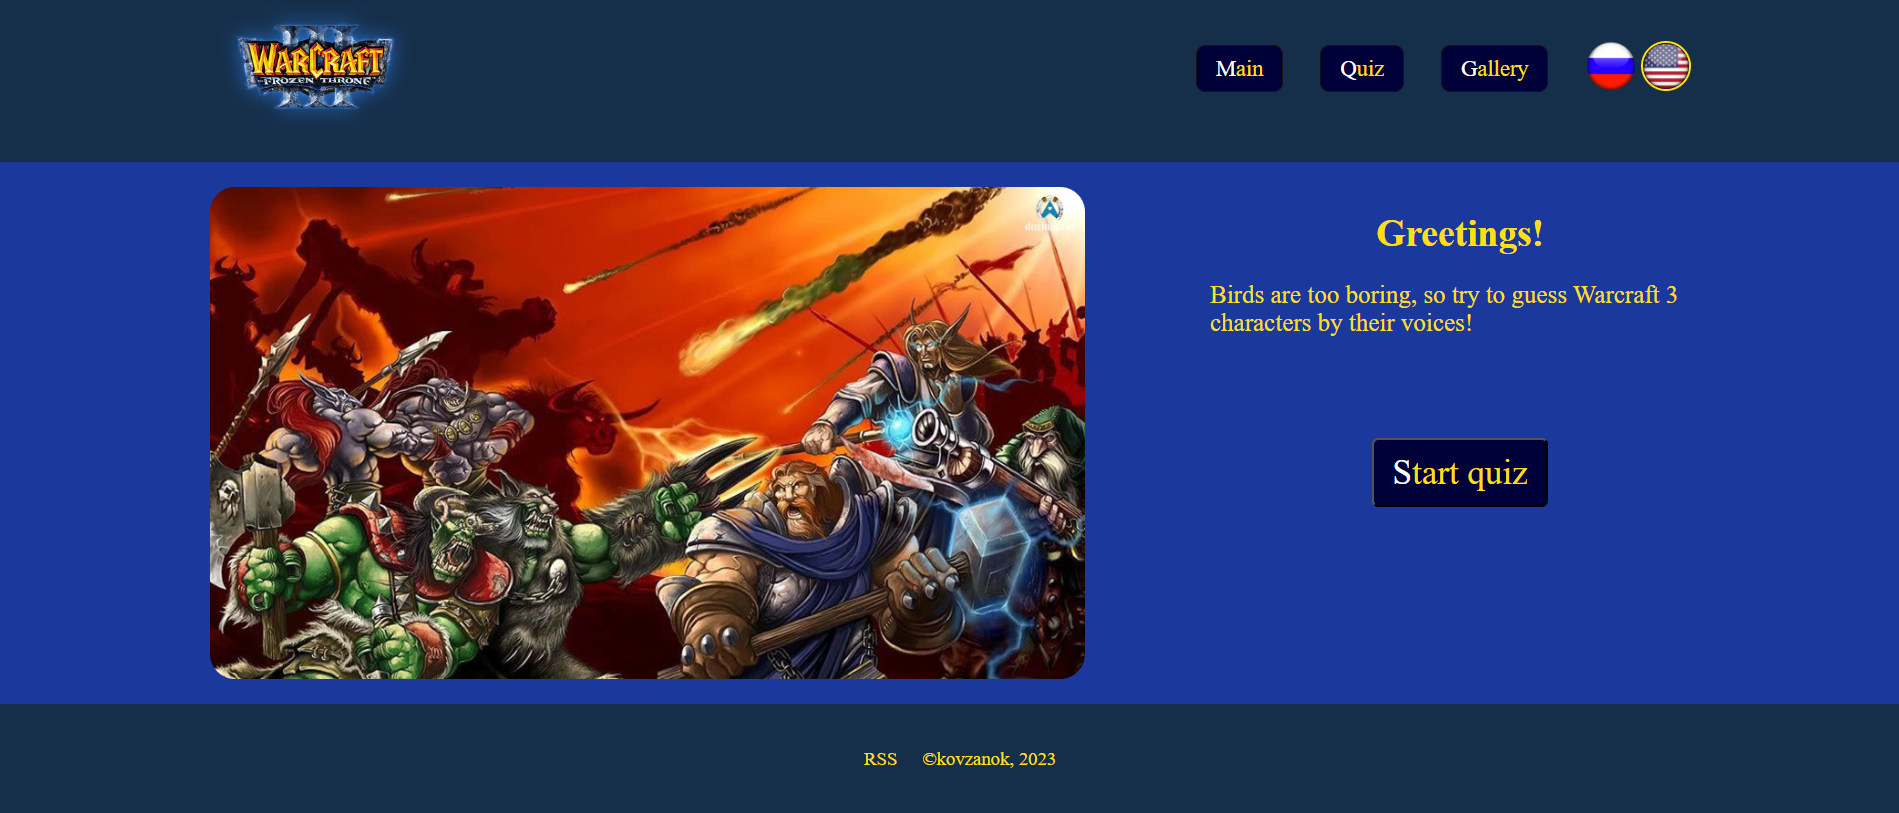 WARCRAFT
FROZEN THRONE
III
Main
Quiz
Gallery
Greetings!
Birds are too boring, so try to guess Warcraft 3
characters by their voices!
Start quiz
RSS
©kovzanok, 2023